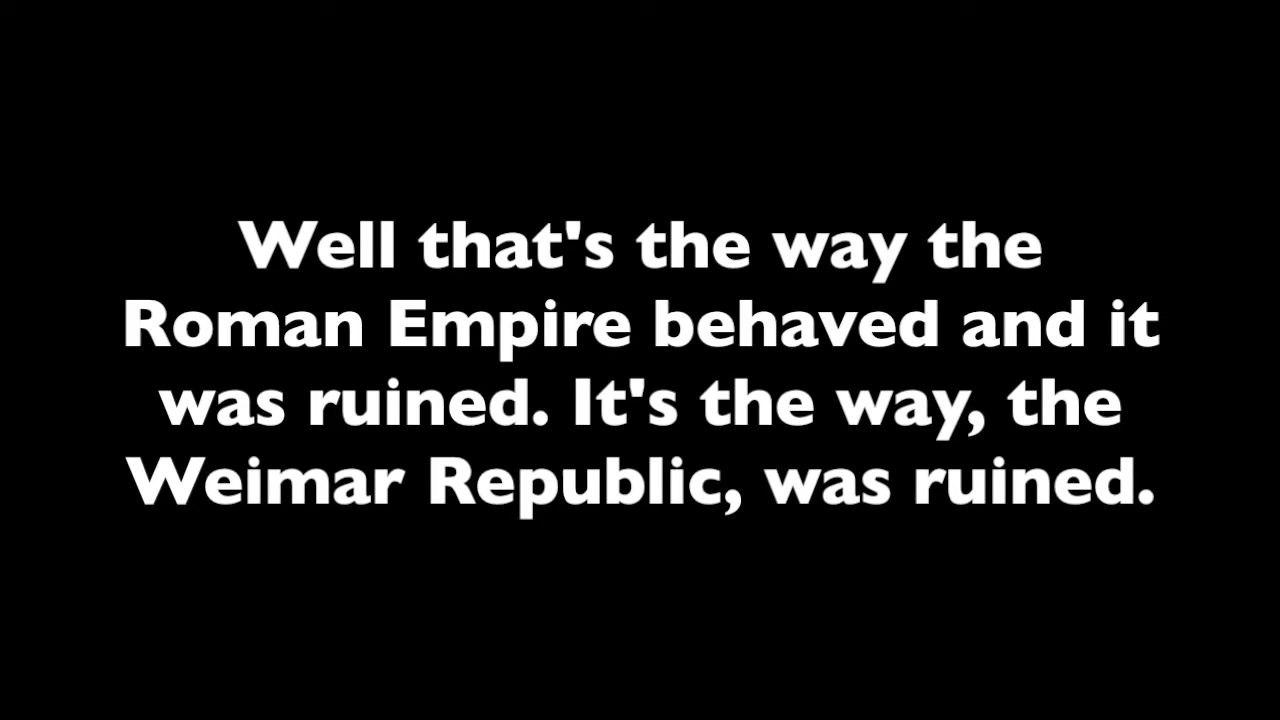 Well that's the way the
Roman Empire behaved and it
was ruined. It's the way, the
Weimar Republic, was ruined.